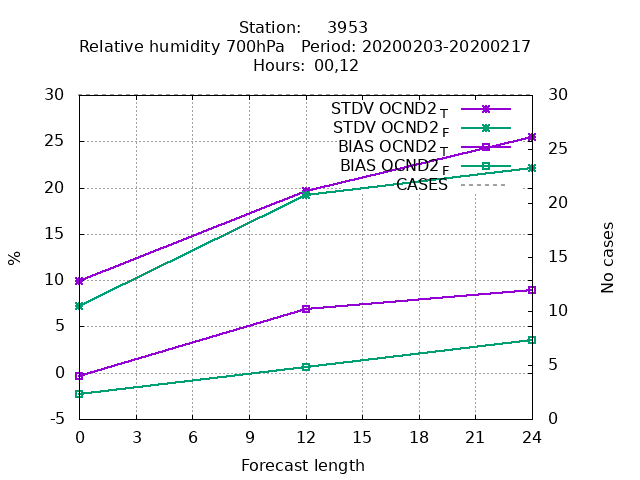 Station: 3953
Relative humidity 700hPa Period: 20200203-20200217
Hours: 00,12
STDV OCND2 T
STDV OCND2 F
BIAS OCND2 T
BIAS OCND2 F
CASES
30
25
20
15
10
5
0
-5
%
30
25
20
15
10
5
0
No cases
0 3 6 9 12 15 18 21 24
Forecast length